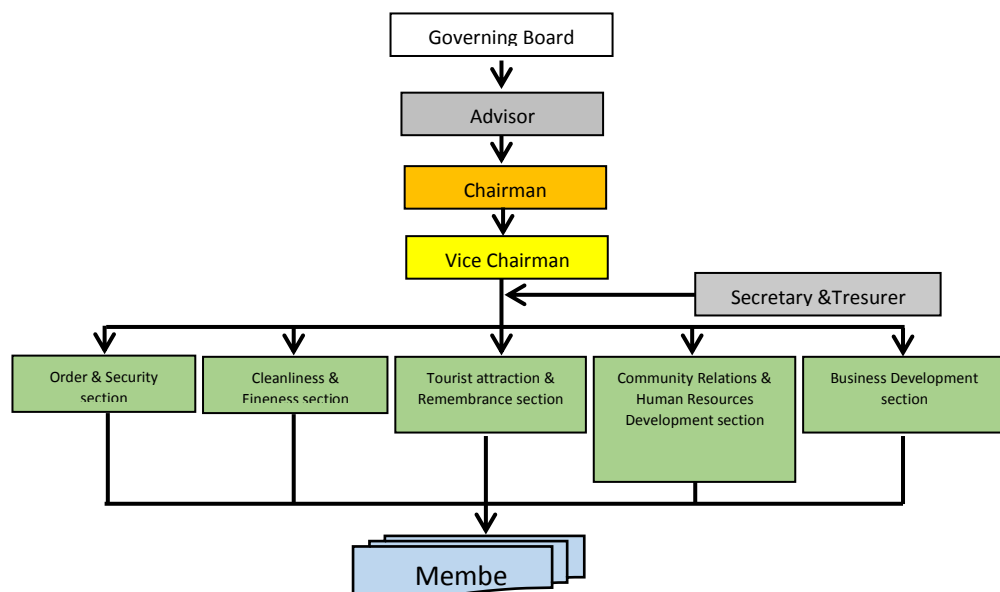 Governing Board
Advisor
Chairman
Vice Chairman
Secretary &Tresurer
Order & Security
section
Cleanliness &
Fineness section
Tourist attraction &
Remembrance section
Community Relations &
Human Resources
Development section
Business Development
section
Membe